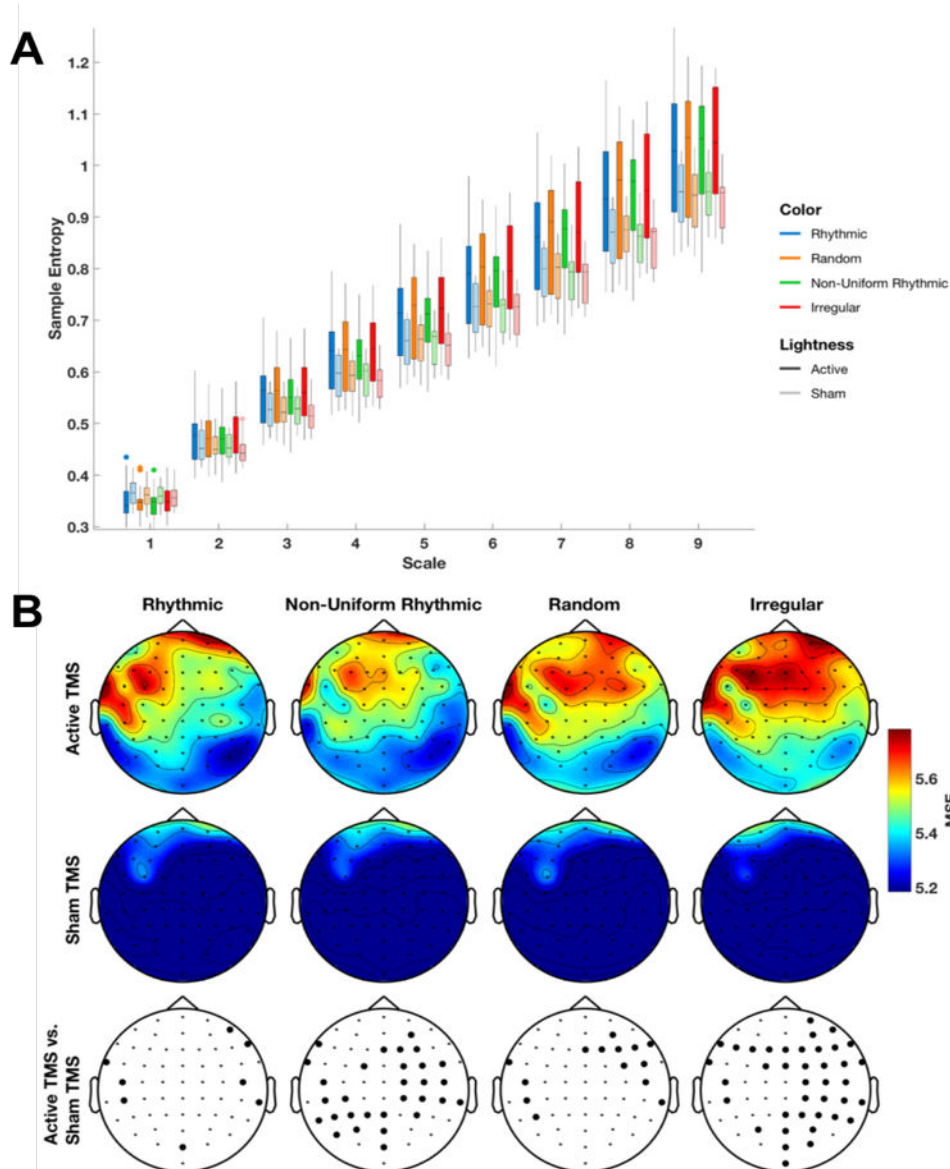 A
Sample Entropy
1.2
1.1
1
0.9
0.8
0.7
0.6
0.5
0.4
0.3
1 2 3 4 5 6 7 8 9
Scale
Color
Rhythmic
Random
Non-Uniform Rhythmic
Irregular
Lightness
Active
Sham
B
Rhythmic Non-Uniform Rhythmic Random Irregular
Active TMS
Sham TMS
Active TMS vs.
Sham TMS
5.6
5.4
5.2
MSE